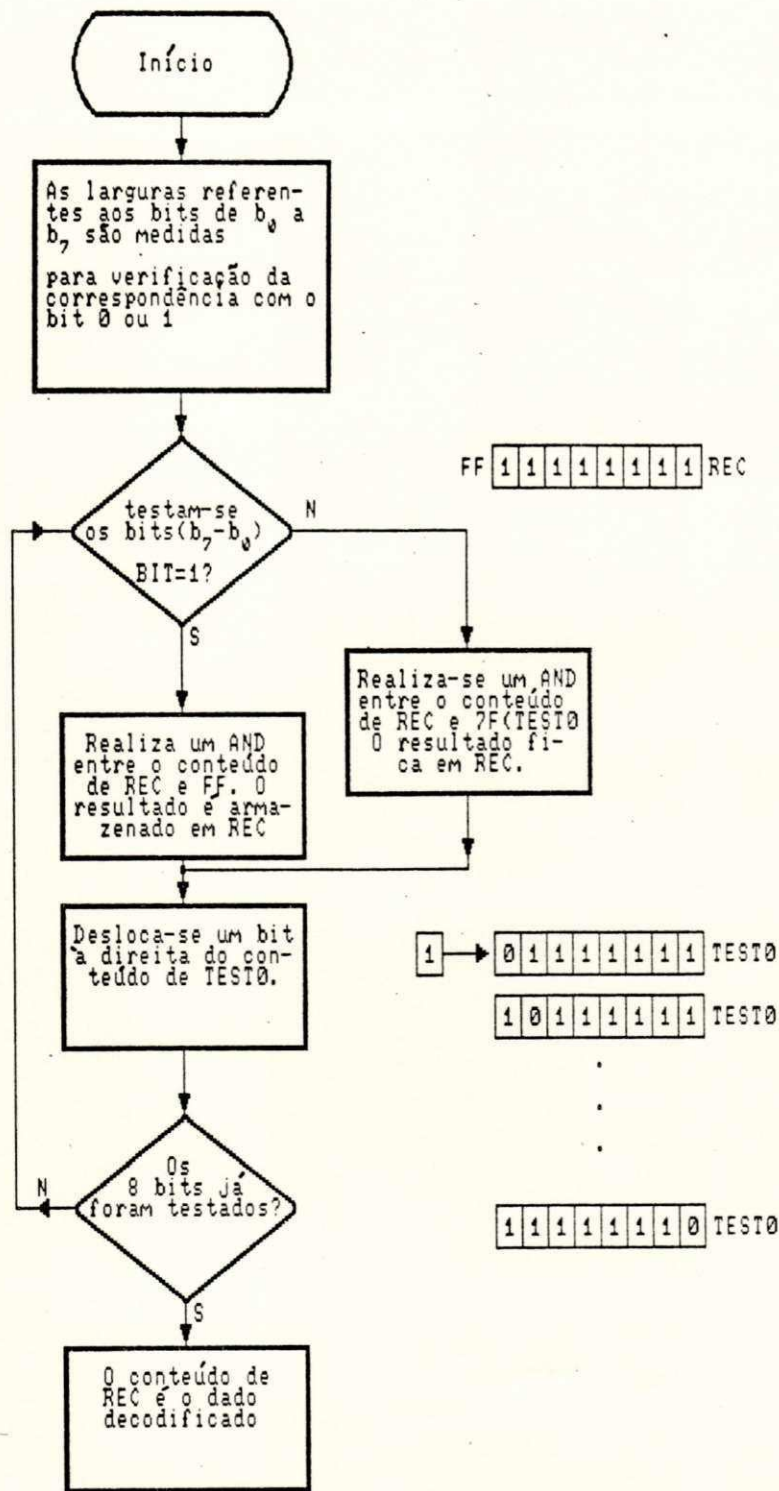 Início
As larguras referen-
tes aos bits de b0 a
b7 são medidas
para verificação da
correspondência com o
bit 0 ou 1
FF 1 1 1 1 1 1 1 1 REC
testam-se
os bits(b7-b0)
BIT=1?
N
S
Realiza-se um AND
entre o conteúdo
de REC e 7F(TEST0
O resultado fi-
ca em REC.
Realiza um AND
entre o conteúdo
de REC e FF. O
resultado é arma-
zenado em REC
Desloca-se um bit
à direita do con-
teúdo de TEST0.
1 0 1 1 1 1 1 1 1 TEST0
1 0 1 1 1 1 1 1 TEST0
.
.
.
Os
8 bits já
foram testados?
N
1 1 1 1 1 1 1 0 TEST0
S
O conteúdo de
REC é o dado
decodificado